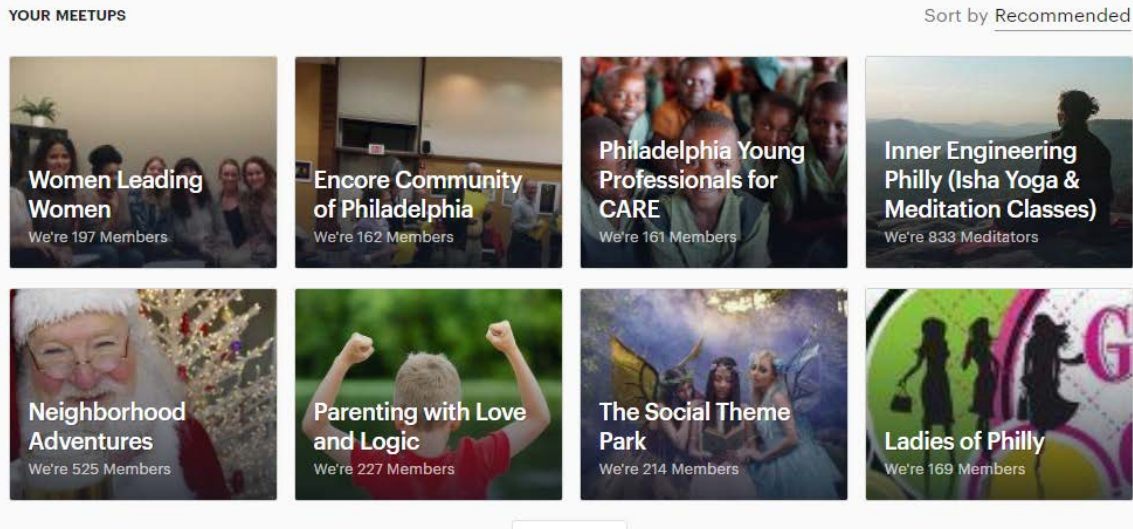 YOUR MEETUPS
Sort by Recommended
Women Leading
Women
We're 197 Members
Encore Community
of Philadelphia
We're 162 Members
Philadelphia Young
Professionals for
CARE
We're 161 Members
Inner Engineering
Philly (Isha Yoga &
Meditation Classes)
We're 833 Meditators
Neighborhood
Adventures
We're 525 Members
Parenting with Love
and Logic
We're 227 Members
The Social Theme
Park
We're 214 Members
G
Ladies of Philly
We're 169 Members